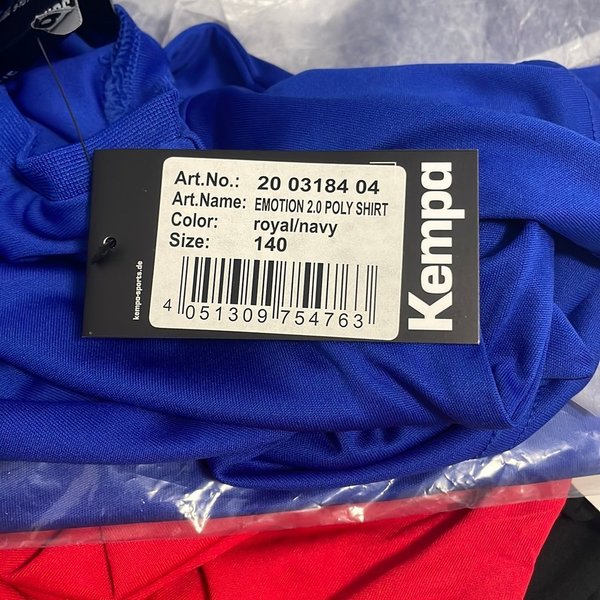 Art.No.: 20 03184 04
Art.Name: EMOTION 2.0 POLY SHIRT
Color: royal/navy
Size: 140
4 051309 754763
Kempa
kempa-sports.de